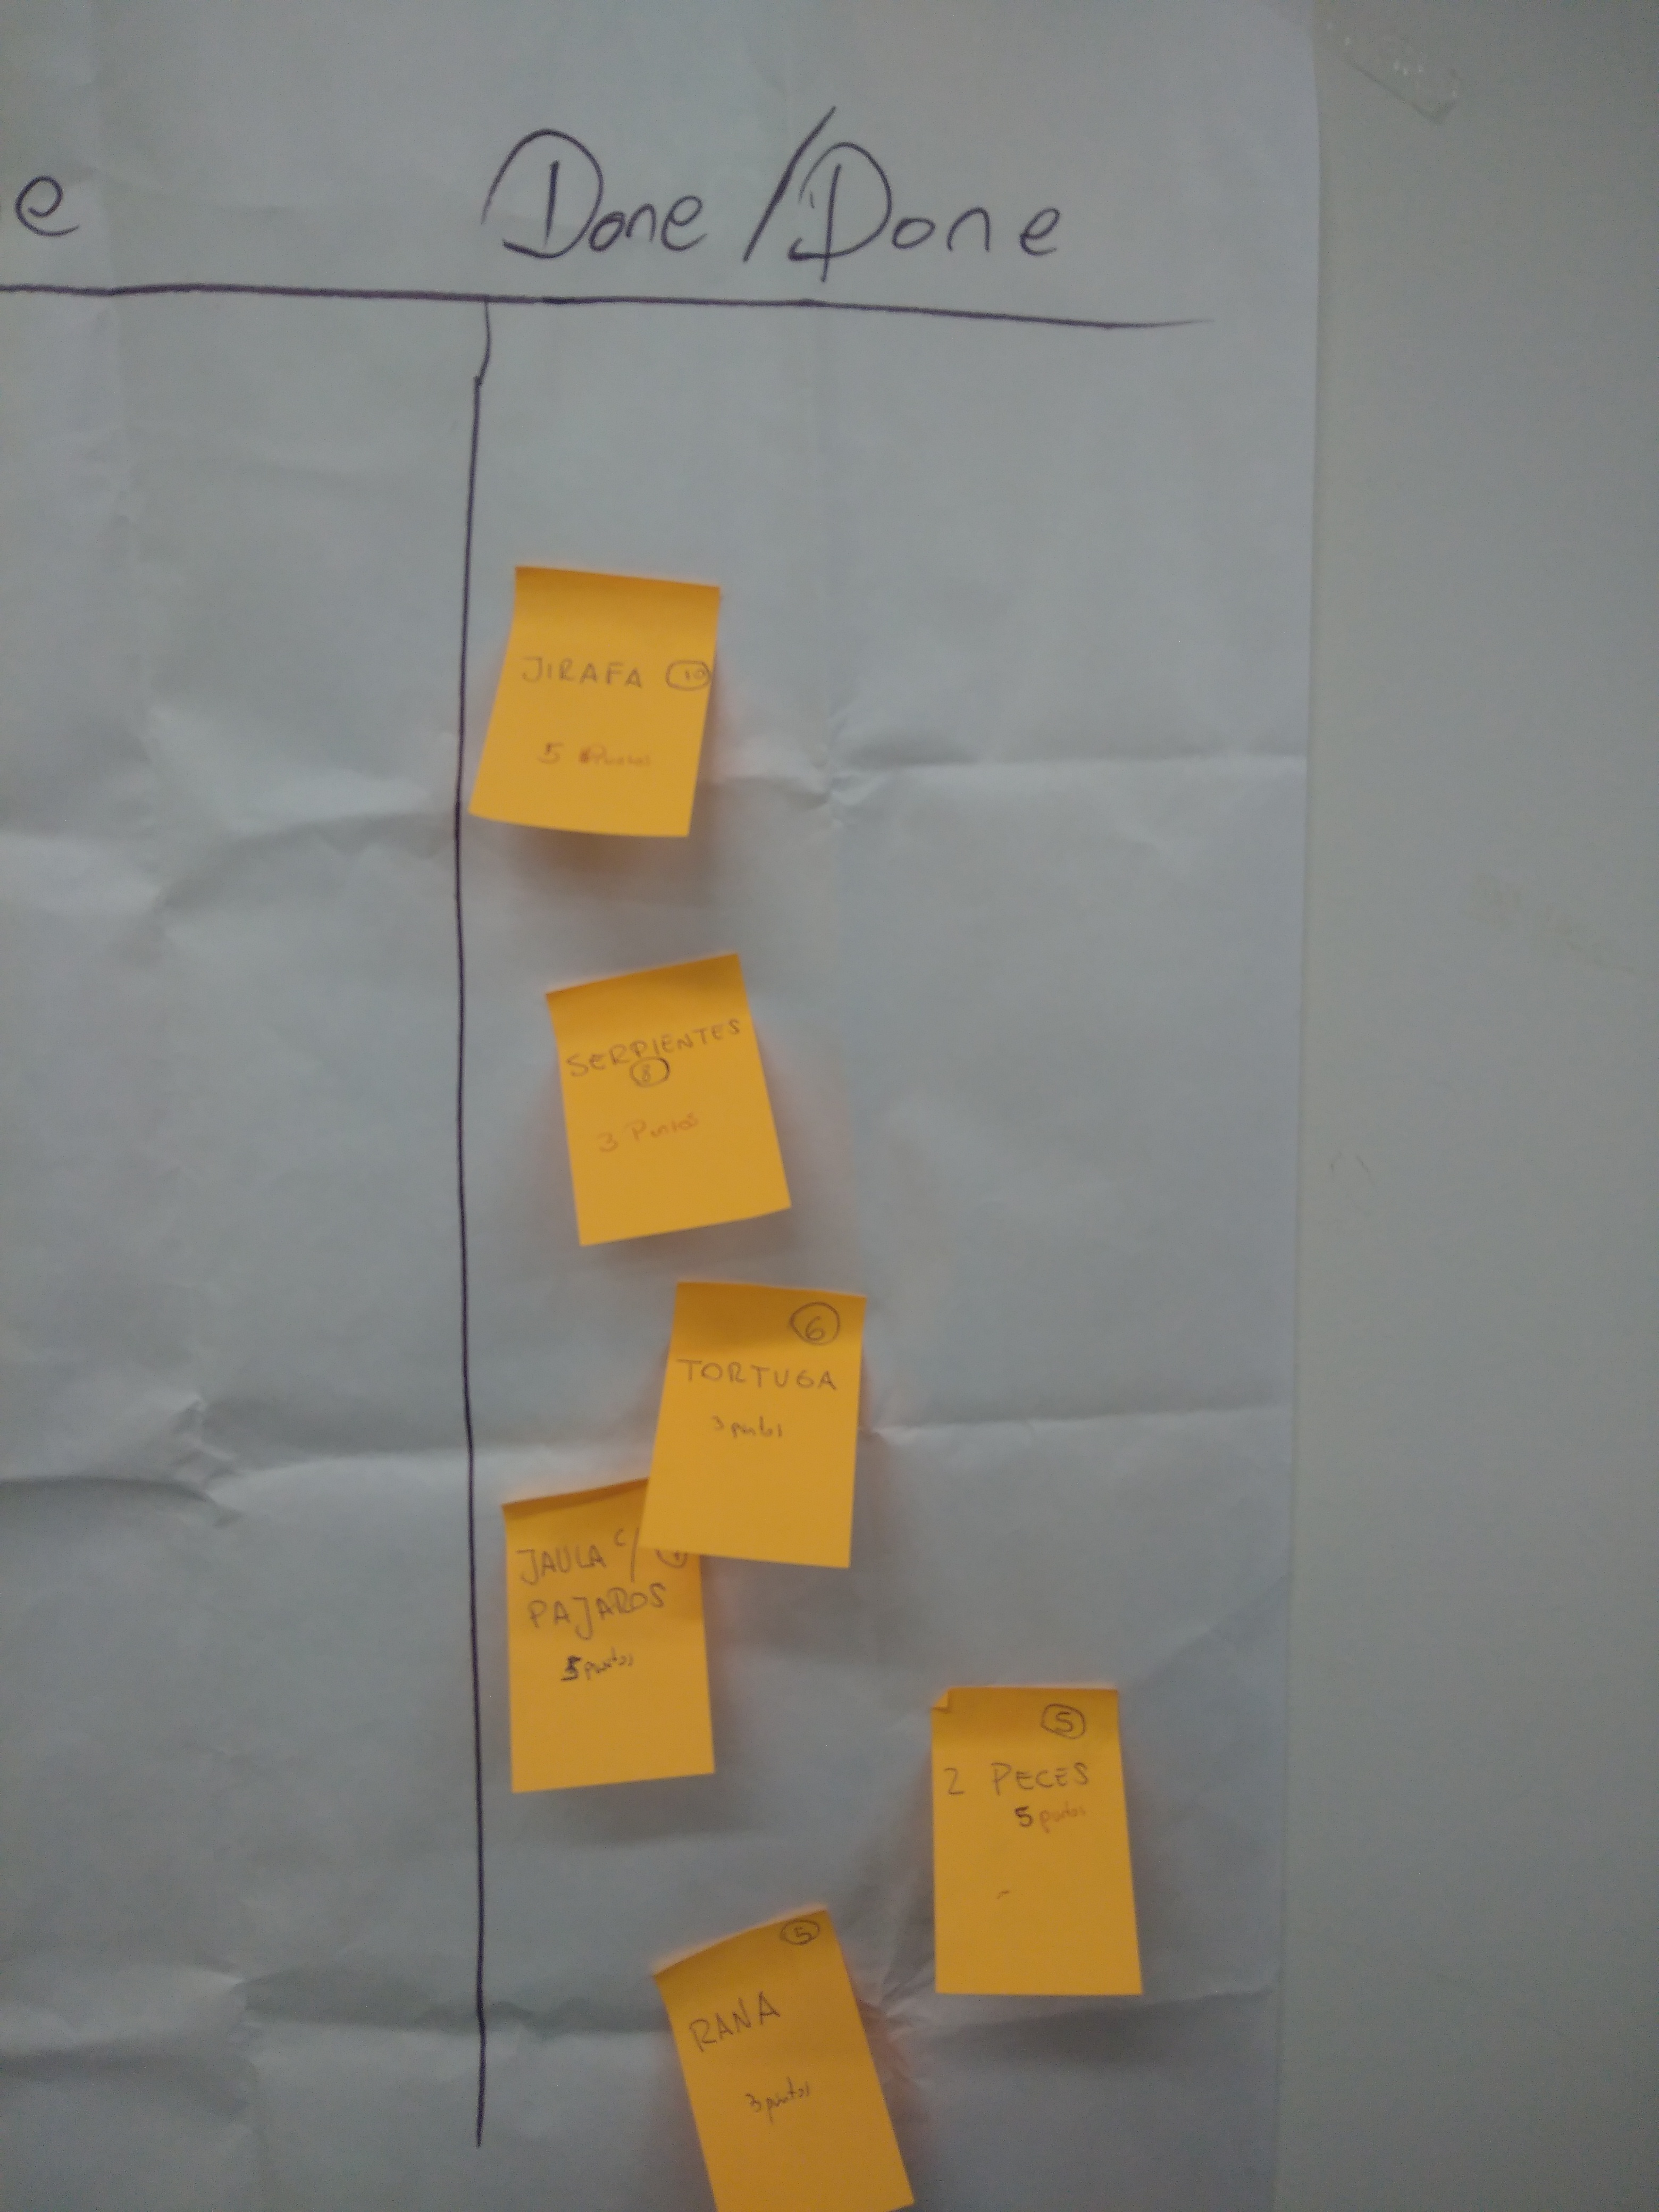 e
Done/Done
JIRAFA 10
5 Puntos
SERPIENTES
8
3 Puntos
6
TORTUGA
3 puntos
JAULA c/
PAJAROS
5 puntos
5
2 PECES
5 puntos
5
RANA
3 puntos